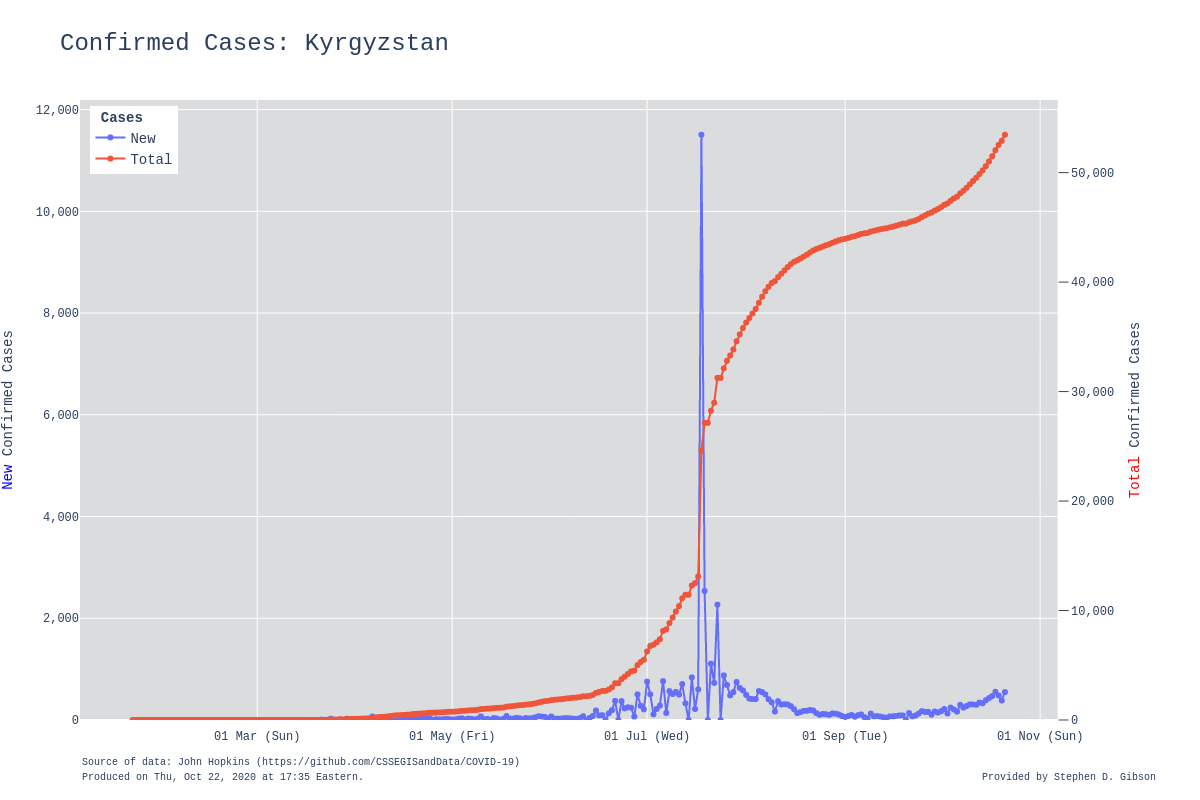 Confirmed Cases: Kyrgyzstan
Cases
New
Total
12,000
10,000
8,000
6,000
4,000
2,000
0
New Confirmed Cases
50,000
40,000
30,000
20,000
10,000
0
Total Confirmed Cases
01 Mar (Sun)
01 May (Fri)
01 Jul (Wed)
01 Sep (Tue)
01 Nov (Sun)
Source of data: John Hopkins (https://github.com/CSSEGISandData/COVID-19)
Produced on Thu, Oct 22, 2020 at 17:35 Eastern.
Provided by Stephen D. Gibson